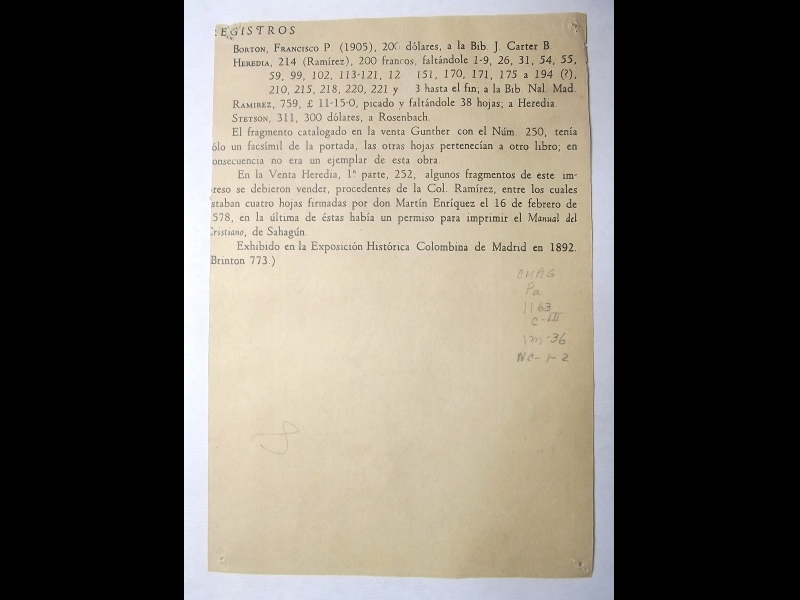 REGISTROS
BORTON, FRANCISCO P. (1905), 200 dólares, a la Bib. J. Carter B.
HEREDIA, 214 (Ramírez), 200 francos, faltándole 1-9, 26, 31, 54, 55,
59, 99, 102, 113-121, 12 151, 170, 171, 175 a 194 (?),
210, 215, 218, 220, 221 y 3 hasta el fin; a la Bib. Nal. Mad.
RAMIREZ, 759, £ 11-15-0, picado y faltándole 38 hojas; a Heredia.
STETSON, 311, 300 dólares, a Rosenbach.
El fragmento catalogado en la venta Gunther con el Núm. 250, tenía
ólo un facsímil de la portada, las otras hojas pertenecían a otro libro; en
onsecuencia no era un ejemplar de esta obra.
En la Venta Heredia, 1ª parte, 252, algunos fragmentos de este im-
preso se debieron vender, procedentes de la Col. Ramírez, entre los cuales
staban cuatro hojas firmadas por don Martín Enríquez el 16 de febrero de
1578, en la última de éstas había un permiso para imprimir el Manual del
Cristiano, de Sahagún.
Exhibido en la Exposición Histórica Colombina de Madrid en 1892.
(Brinton 773.)
Pa
1163
C-III
im-36